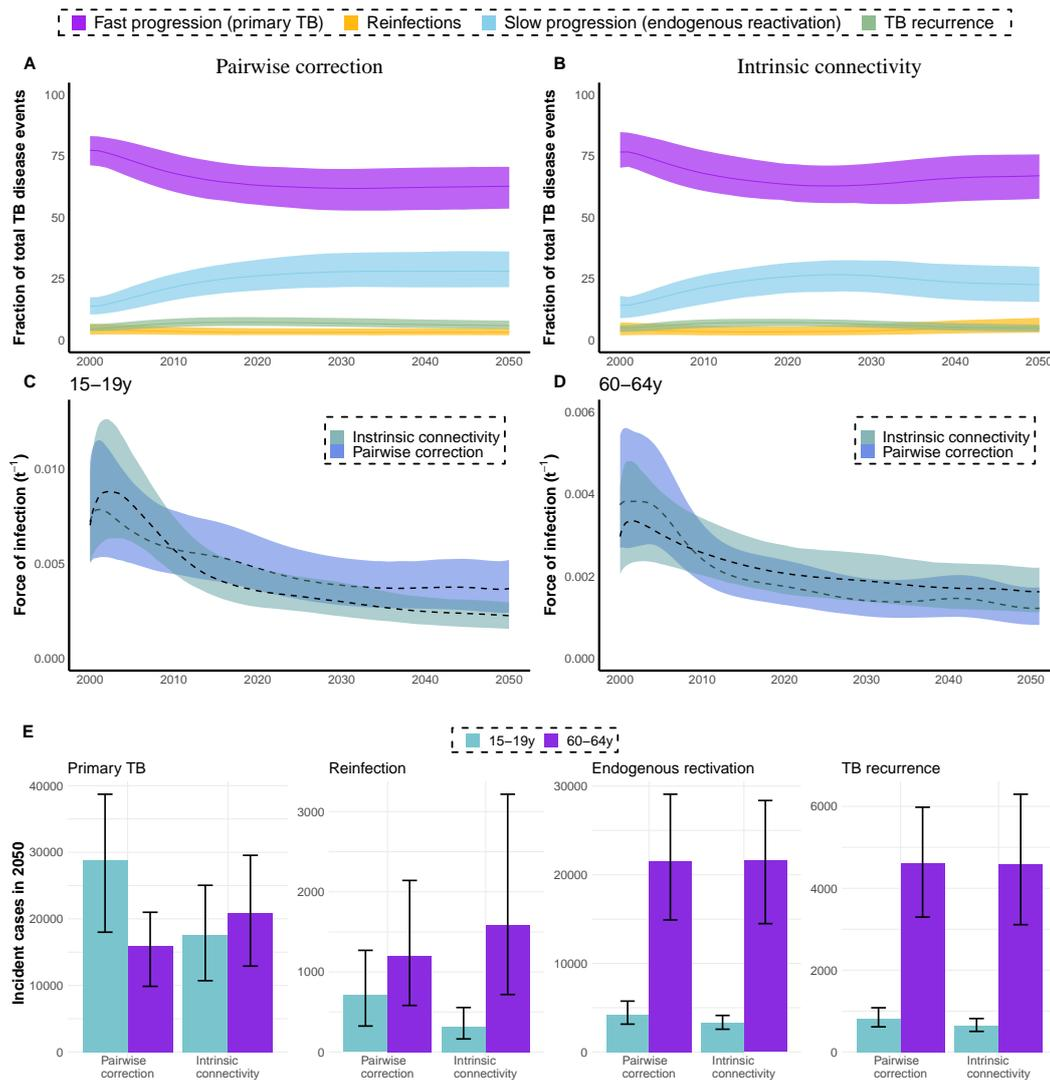 Fast progression (primary TB) Reinfections Slow progression (endogenous reactivation) TB recurrence
A Pairwise correction
Fraction of total TB disease events
100
75
50
25
0
2000 2010 2020 2030 2040 2050
B Intrinsic connectivity
Fraction of total TB disease events
100
75
50
25
0
2000 2010 2020 2030 2040 2050
C 15–19y
Force of infection (t⁻¹)
0.010
0.005
0.000
Instrinsic connectivity
Pairwise correction
2000 2010 2020 2030 2040 2050
D 60–64y
Force of infection (t⁻¹)
0.006
0.004
0.002
0.000
Instrinsic connectivity
Pairwise correction
2000 2010 2020 2030 2040 2050
E
15–19y 60–64y
Incident cases in 2050
Primary TB
40000
30000
20000
10000
0
Pairwise correction
Intrinsic connectivity
Reinfection
3000
2000
1000
0
Pairwise correction
Intrinsic connectivity
Endogenous rectivation
30000
20000
10000
0
Pairwise correction
Intrinsic connectivity
TB recurrence
6000
4000
2000
0
Pairwise correction
Intrinsic connectivity